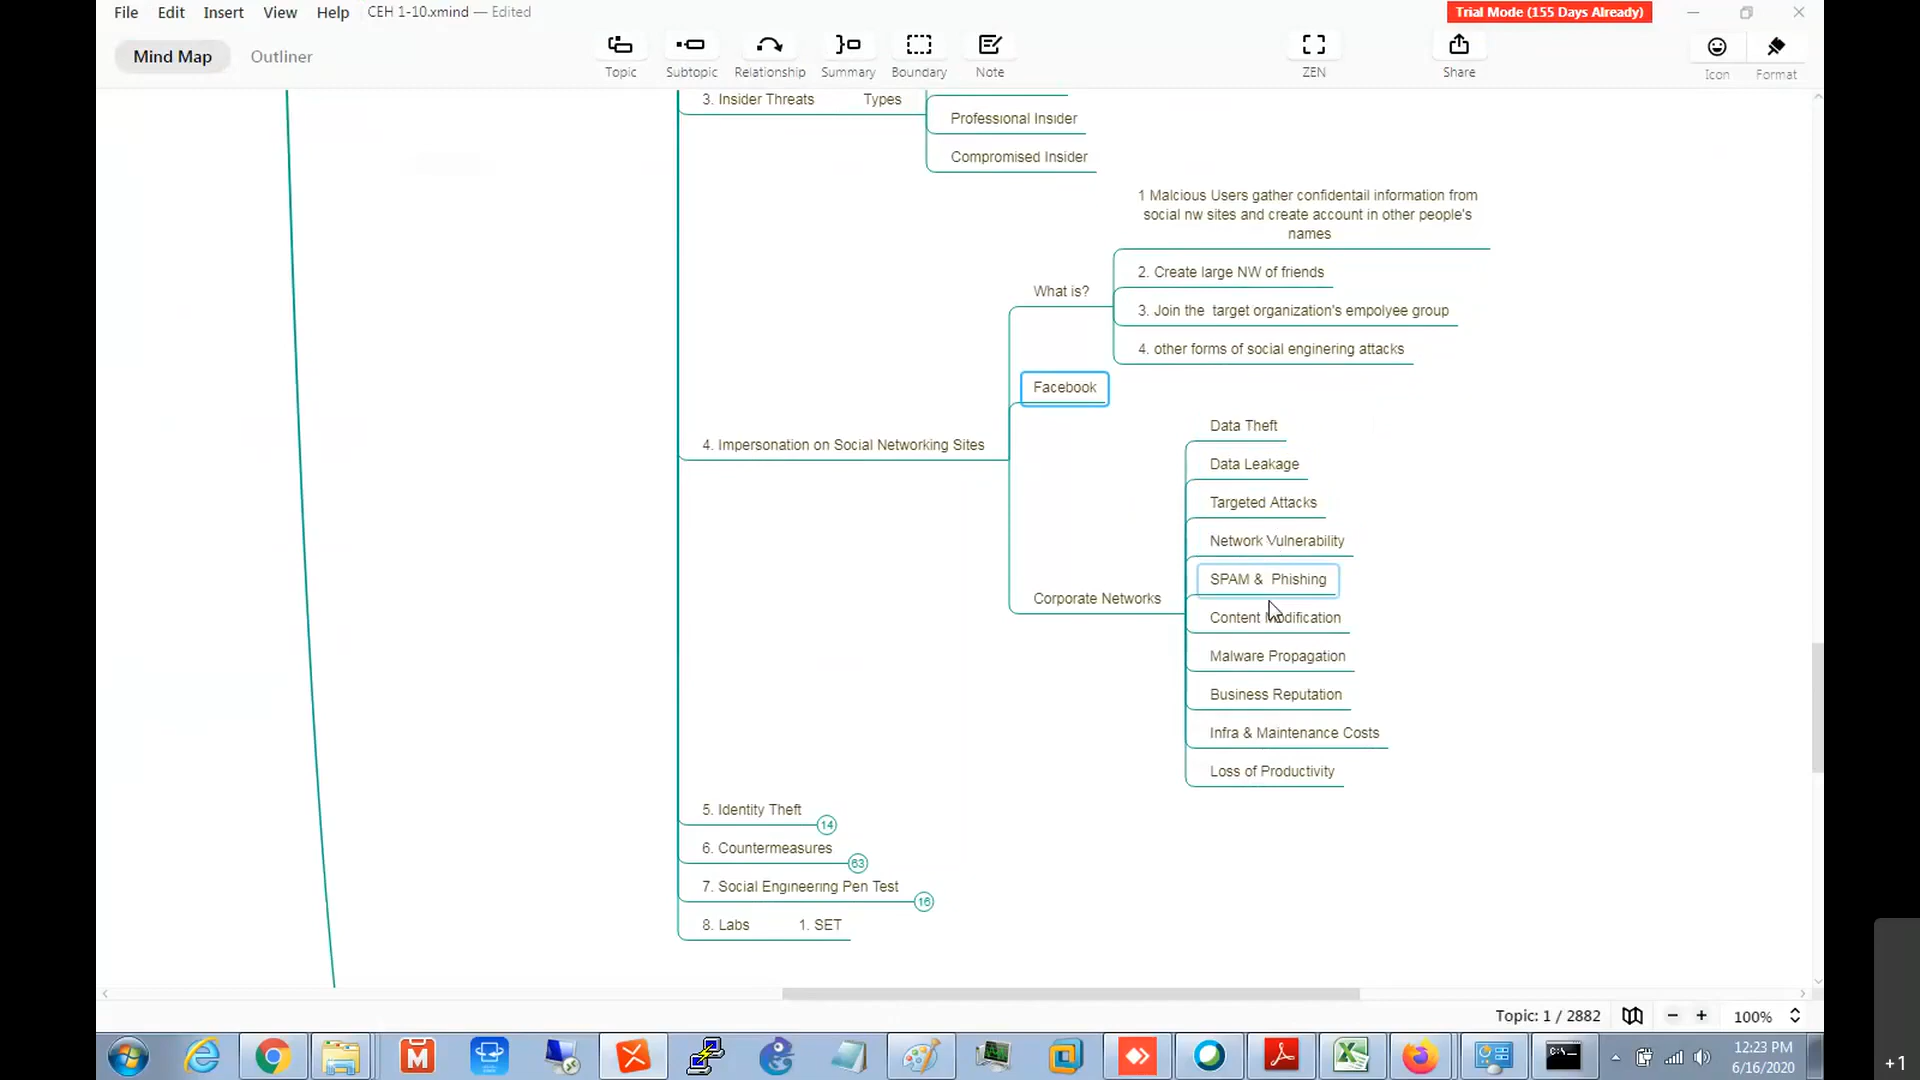 File Edit Insert View Help CEH 1-10.xmind — Edited Trial Mode (155 Days Already)
Mind Map Outliner
Topic Subtopic Relationship Summary Boundary Note ZEN Share Icon Format
3. Insider Threats Types
Professional Insider
Compromised Insider
1 Malcious Users gather confidentail information from
social nw sites and create account in other people's
names
2. Create large NW of friends
What is?
3. Join the target organization's empolyee group
4. other forms of social enginering attacks
Facebook
Data Theft
4. Impersonation on Social Networking Sites
Data Leakage
Targeted Attacks
Network Vulnerability
SPAM & Phishing
Corporate Networks
Content Modification
Malware Propagation
Business Reputation
Infra & Maintenance Costs
Loss of Productivity
5. Identity Theft
14
6. Countermeasures
63
7. Social Engineering Pen Test
16
8. Labs 1. SET
Topic: 1 / 2882 100%
12:23 PM
6/16/2020
+1